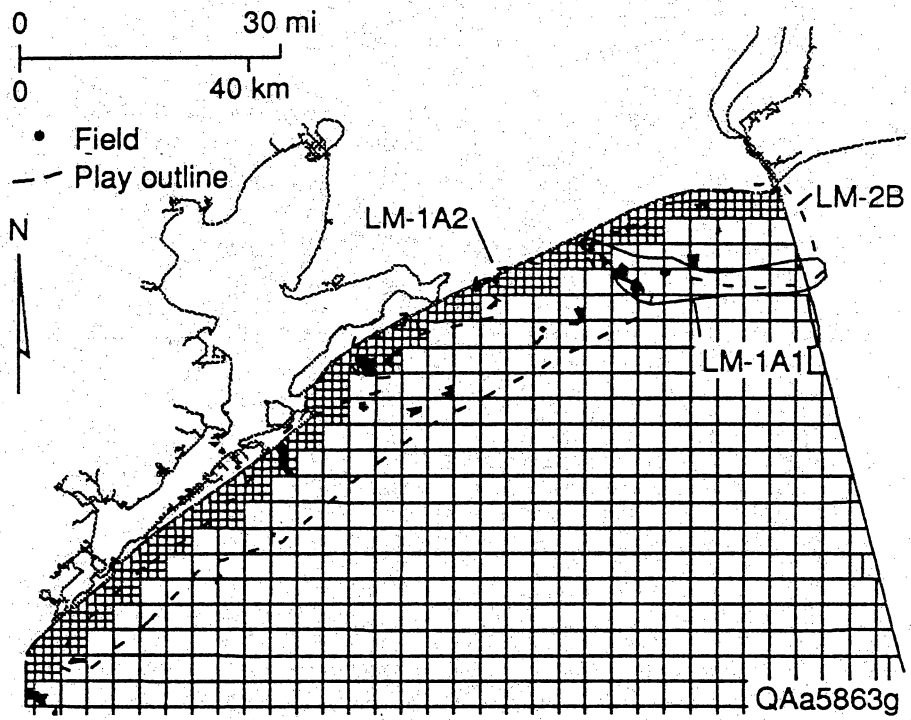 0 30 mi
0 40 km
Field
Play outline
N
LM-1A2
LM-2B
LM-1A1
QAa5863g